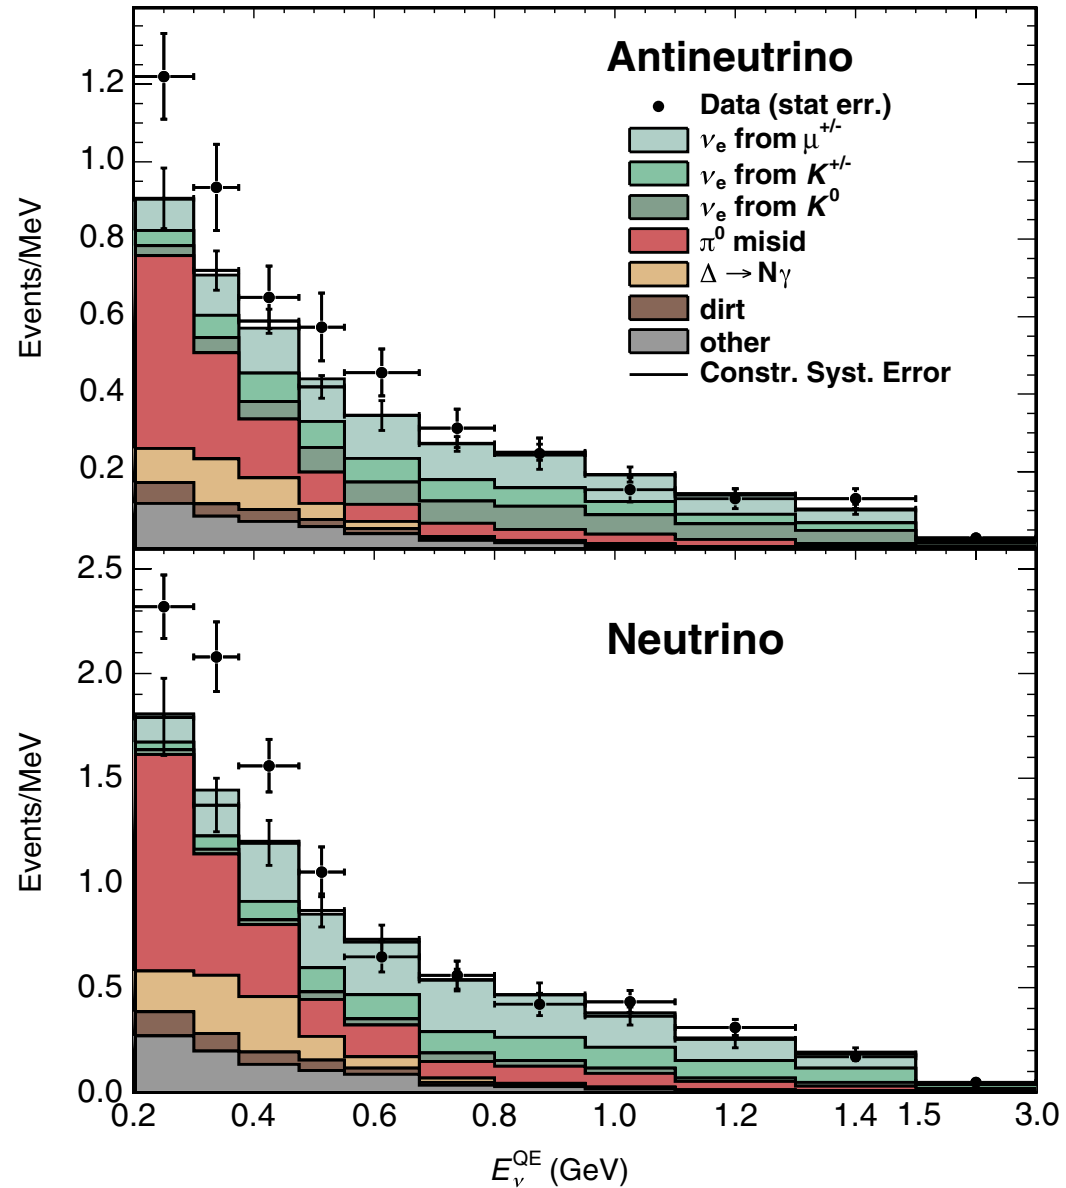 Antineutrino
Data (stat err.)
νe from μ+/-
νe from K+/-
νe from K0
π0 misid
Δ → Nγ
dirt
other
Constr. Syst. Error
Events/MeV
1.2
1.0
0.8
0.6
0.4
0.2
Neutrino
Events/MeV
2.5
2.0
1.5
1.0
0.5
0.0
0.2 0.4 0.6 0.8 1.0 1.2 1.4 1.5 3.0
EνQE (GeV)